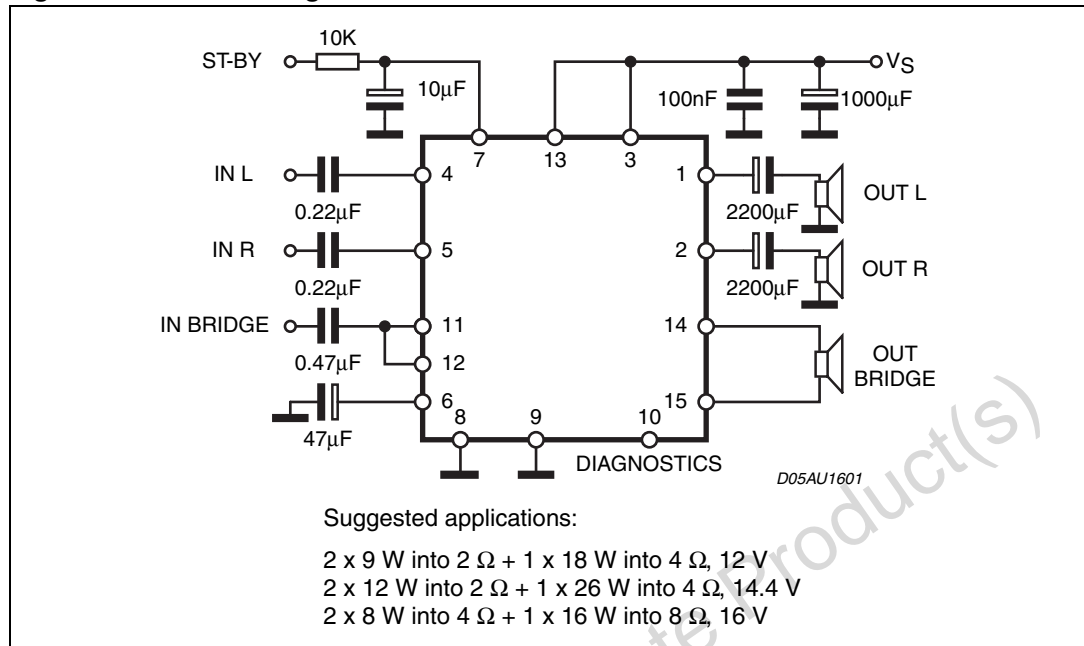 10K
ST-BY
10μF
100nF
1000μF
VS
7
13
3
IN L
0.22μF
4
1
2200μF
OUT L
IN R
0.22μF
5
2
2200μF
OUT R
IN BRIDGE
0.47μF
11
12
14
OUT
BRIDGE
15
47μF
6
8
9
10
DIAGNOSTICS
D05AU1601
Suggested applications:
2 x 9 W into 2 Ω + 1 x 18 W into 4 Ω, 12 V
2 x 12 W into 2 Ω + 1 x 26 W into 4 Ω, 14.4 V
2 x 8 W into 4 Ω + 1 x 16 W into 8 Ω, 16 V
Product(s)